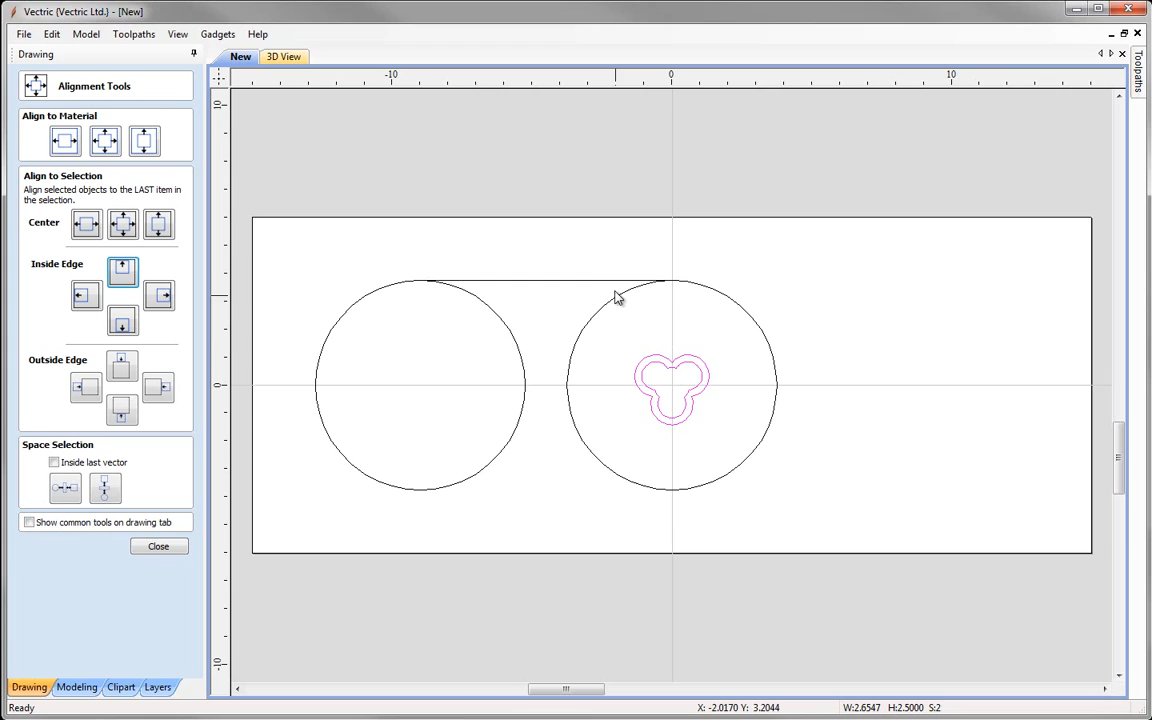 Vectric {Vectric Ltd.} - [New]
File Edit Model Toolpaths View Gadgets Help
Drawing
New 3D View
Toolpaths
-10 0 10
10
0
-10
Alignment Tools
Align to Material
Align to Selection
Align selected objects to the LAST item in
the selection.
Center
Inside Edge
Outside Edge
Space Selection
Inside last vector
Show common tools on drawing tab
Close
Drawing Modeling Clipart Layers
Ready X: -2.0170 Y: 3.2044 W:2.6547 H:2.5000 S:2